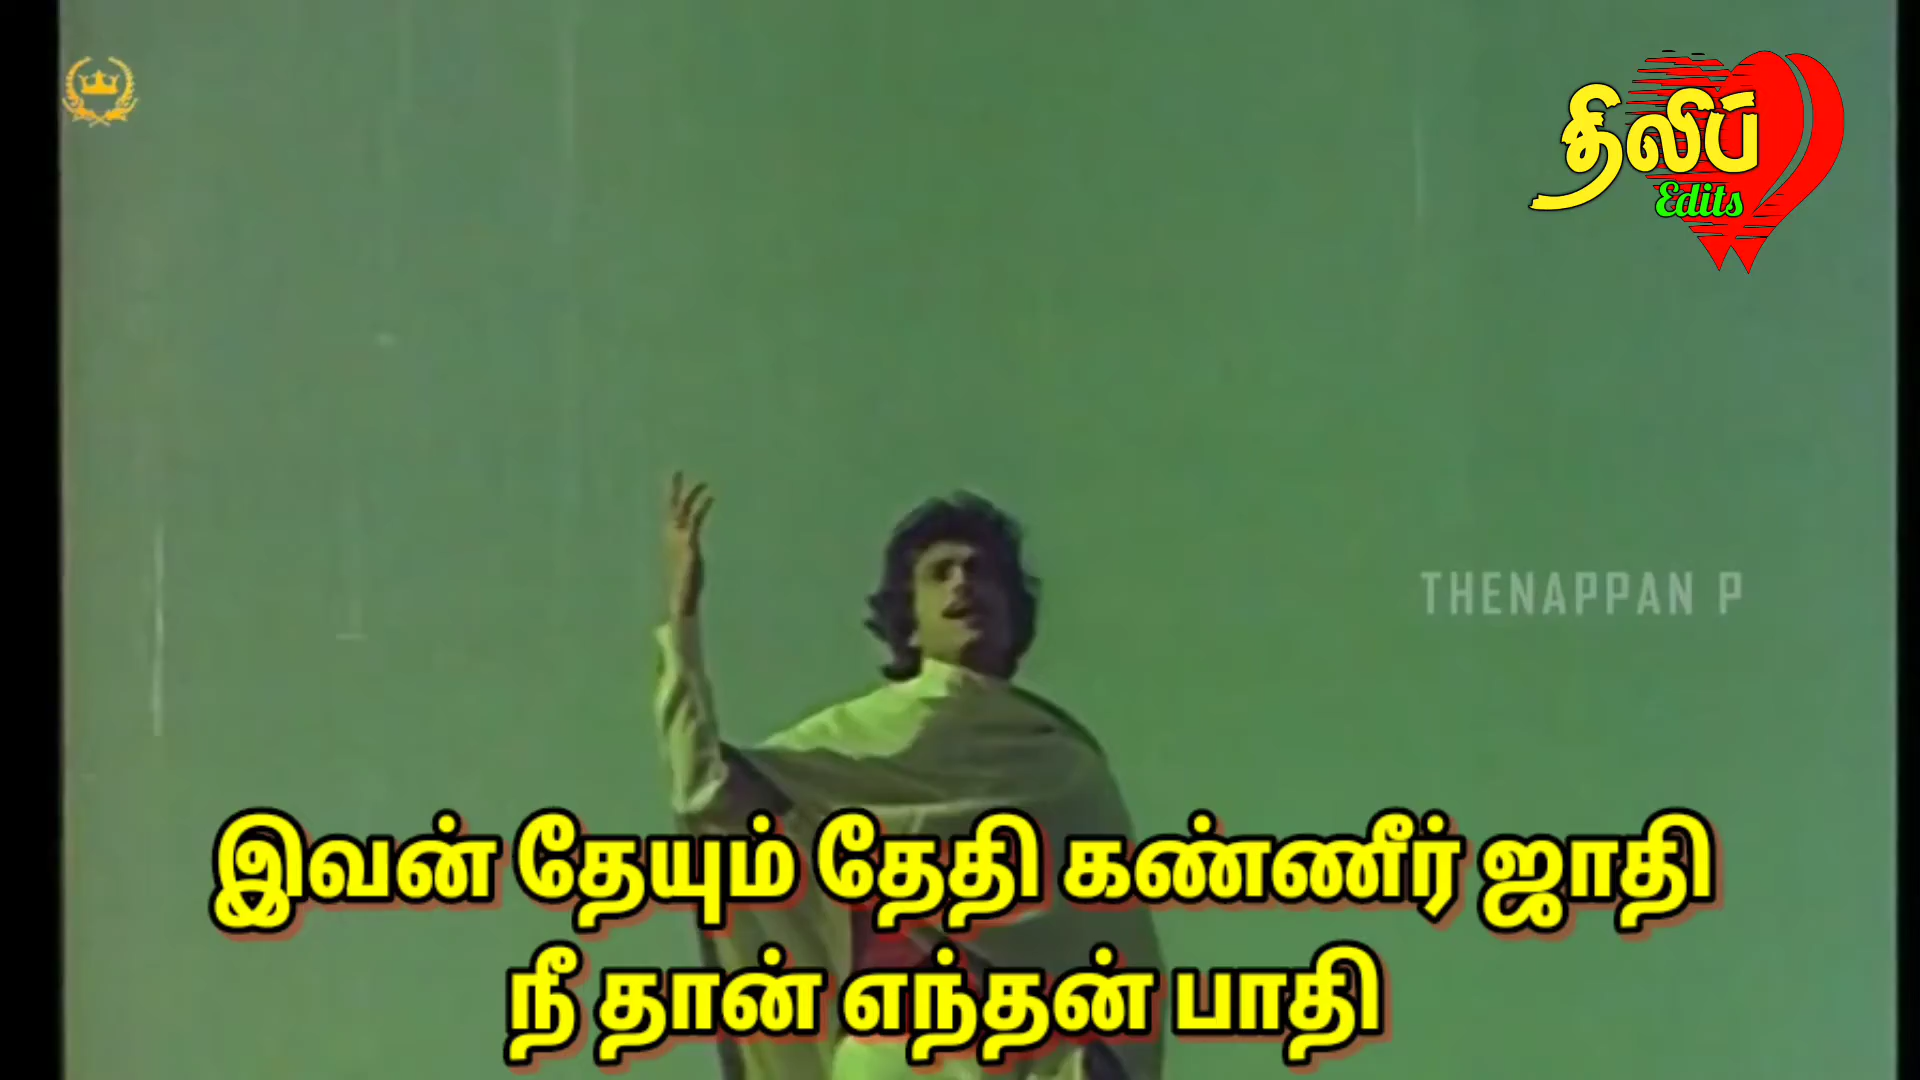 திலிப்
Edits
THENAPPAN P
இவன் தேயும் தேதி கண்ணீர் ஜாதி
நீ தான் எந்தன் பாதி